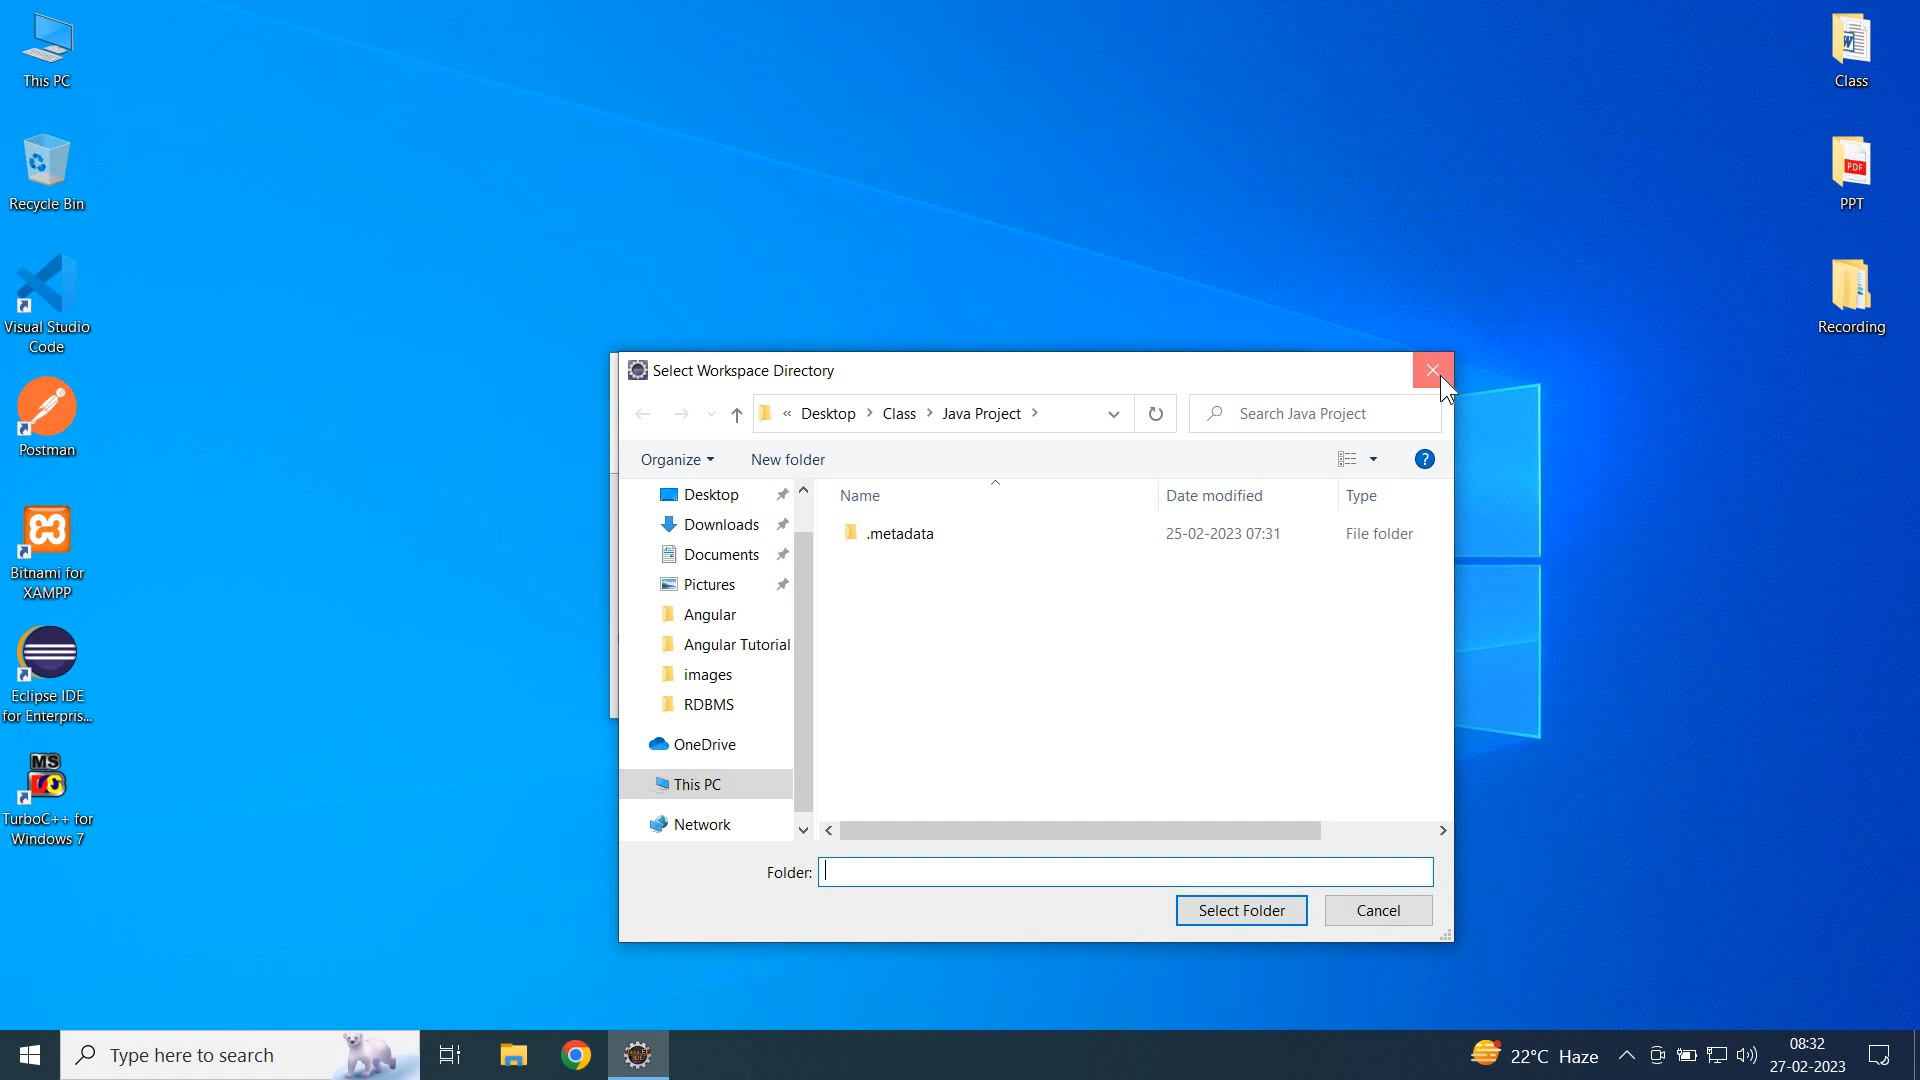 This PC
Recycle Bin
Visual Studio
Code
Postman
Bitnami for
XAMPP
Eclipse IDE
for Enterpris...
MS
TurboC++ for
Windows 7
Class
PDF
PPT
Recording
Select Workspace Directory
« Desktop > Class > Java Project >
Search Java Project
Organize
New folder
?
Desktop
Downloads
Documents
Pictures
Angular
Angular Tutorial
images
RDBMS
OneDrive
This PC
Network
Name Date modified Type
.metadata 25-02-2023 07:31 File folder
Folder:
Select Folder Cancel
Type here to search
22°C Haze
08:32
27-02-2023